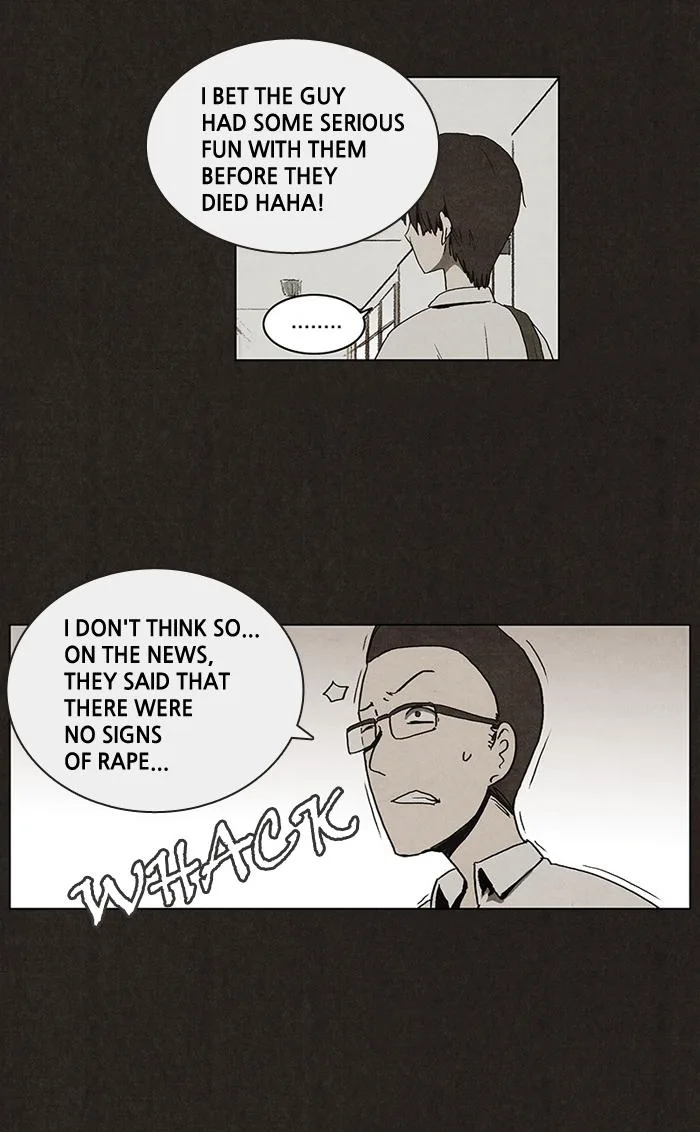 I BET THE GUY
HAD SOME SERIOUS
FUN WITH THEM
BEFORE THEY
DIED HAHA!
........
I DON'T THINK SO...
ON THE NEWS,
THEY SAID THAT
THERE WERE
NO SIGNS
OF RAPE...
WHACK